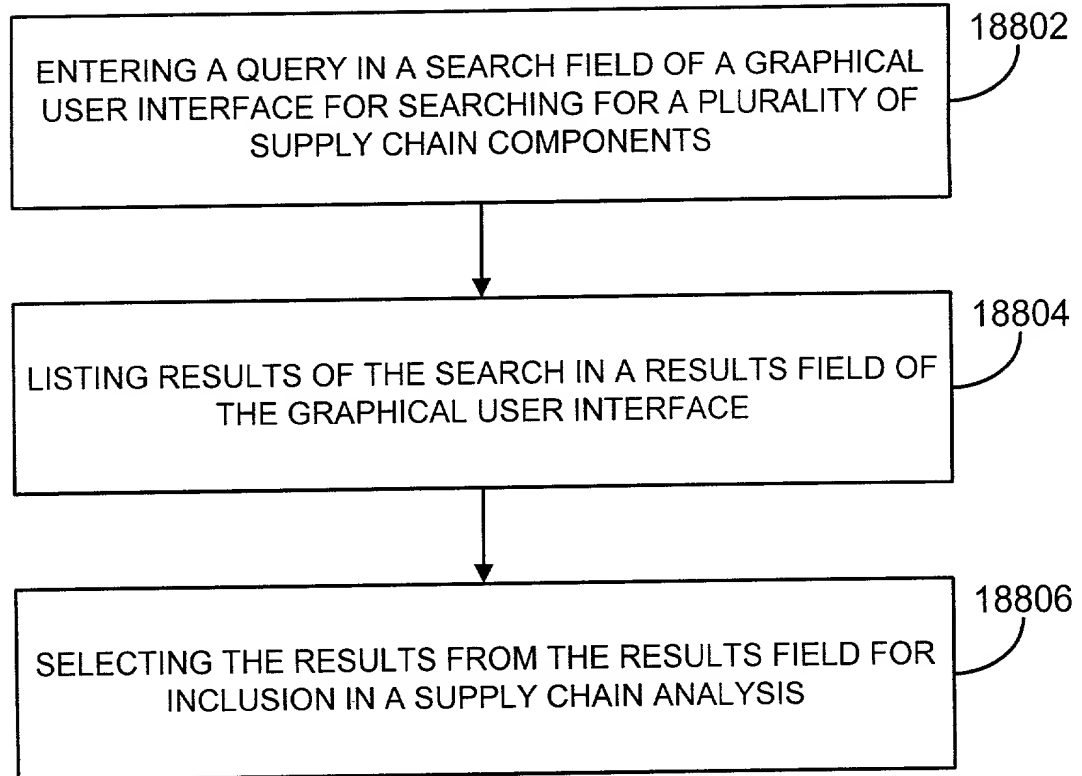 18802
ENTERING A QUERY IN A SEARCH FIELD OF A GRAPHICAL
USER INTERFACE FOR SEARCHING FOR A PLURALITY OF
SUPPLY CHAIN COMPONENTS
18804
LISTING RESULTS OF THE SEARCH IN A RESULTS FIELD OF
THE GRAPHICAL USER INTERFACE
18806
SELECTING THE RESULTS FROM THE RESULTS FIELD FOR
INCLUSION IN A SUPPLY CHAIN ANALYSIS